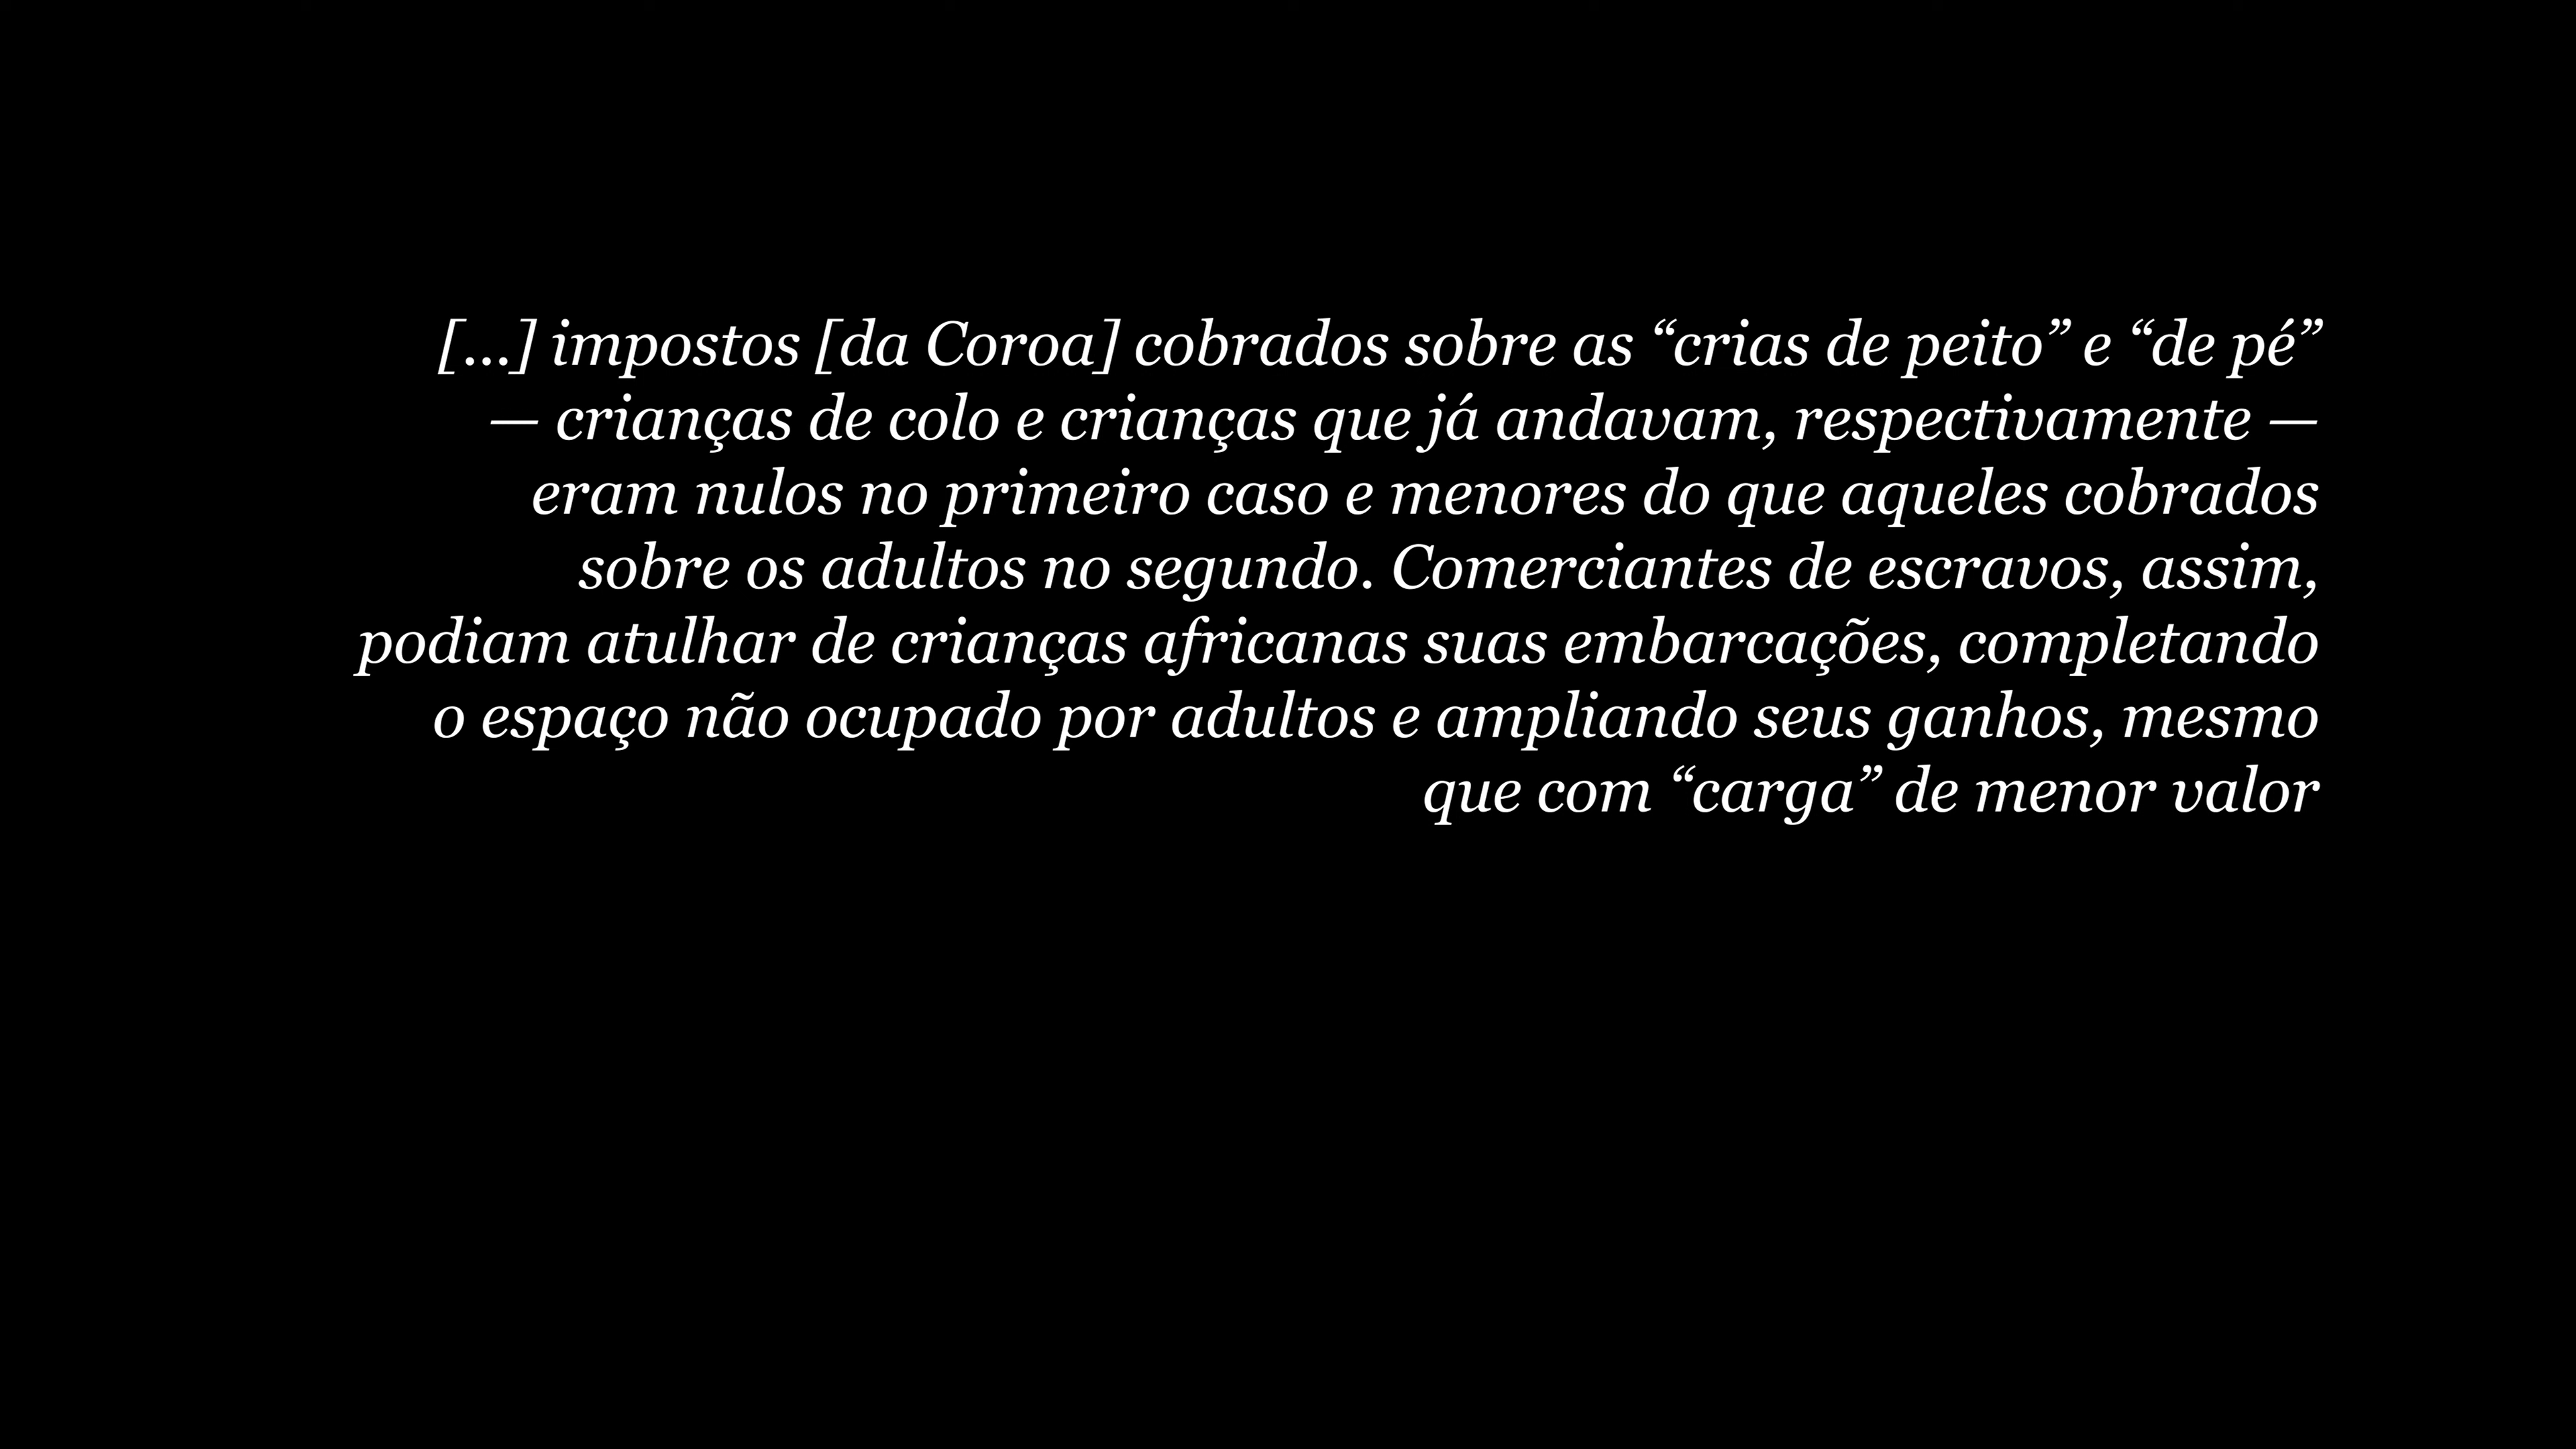 [...] impostos [da Coroa] cobrados sobre as “crias de peito” e “de pé”
— crianças de colo e crianças que já andavam, respectivamente —
eram nulos no primeiro caso e menores do que aqueles cobrados
sobre os adultos no segundo. Comerciantes de escravos, assim,
podiam atulhar de crianças africanas suas embarcações, completando
o espaço não ocupado por adultos e ampliando seus ganhos, mesmo
que com “carga” de menor valor